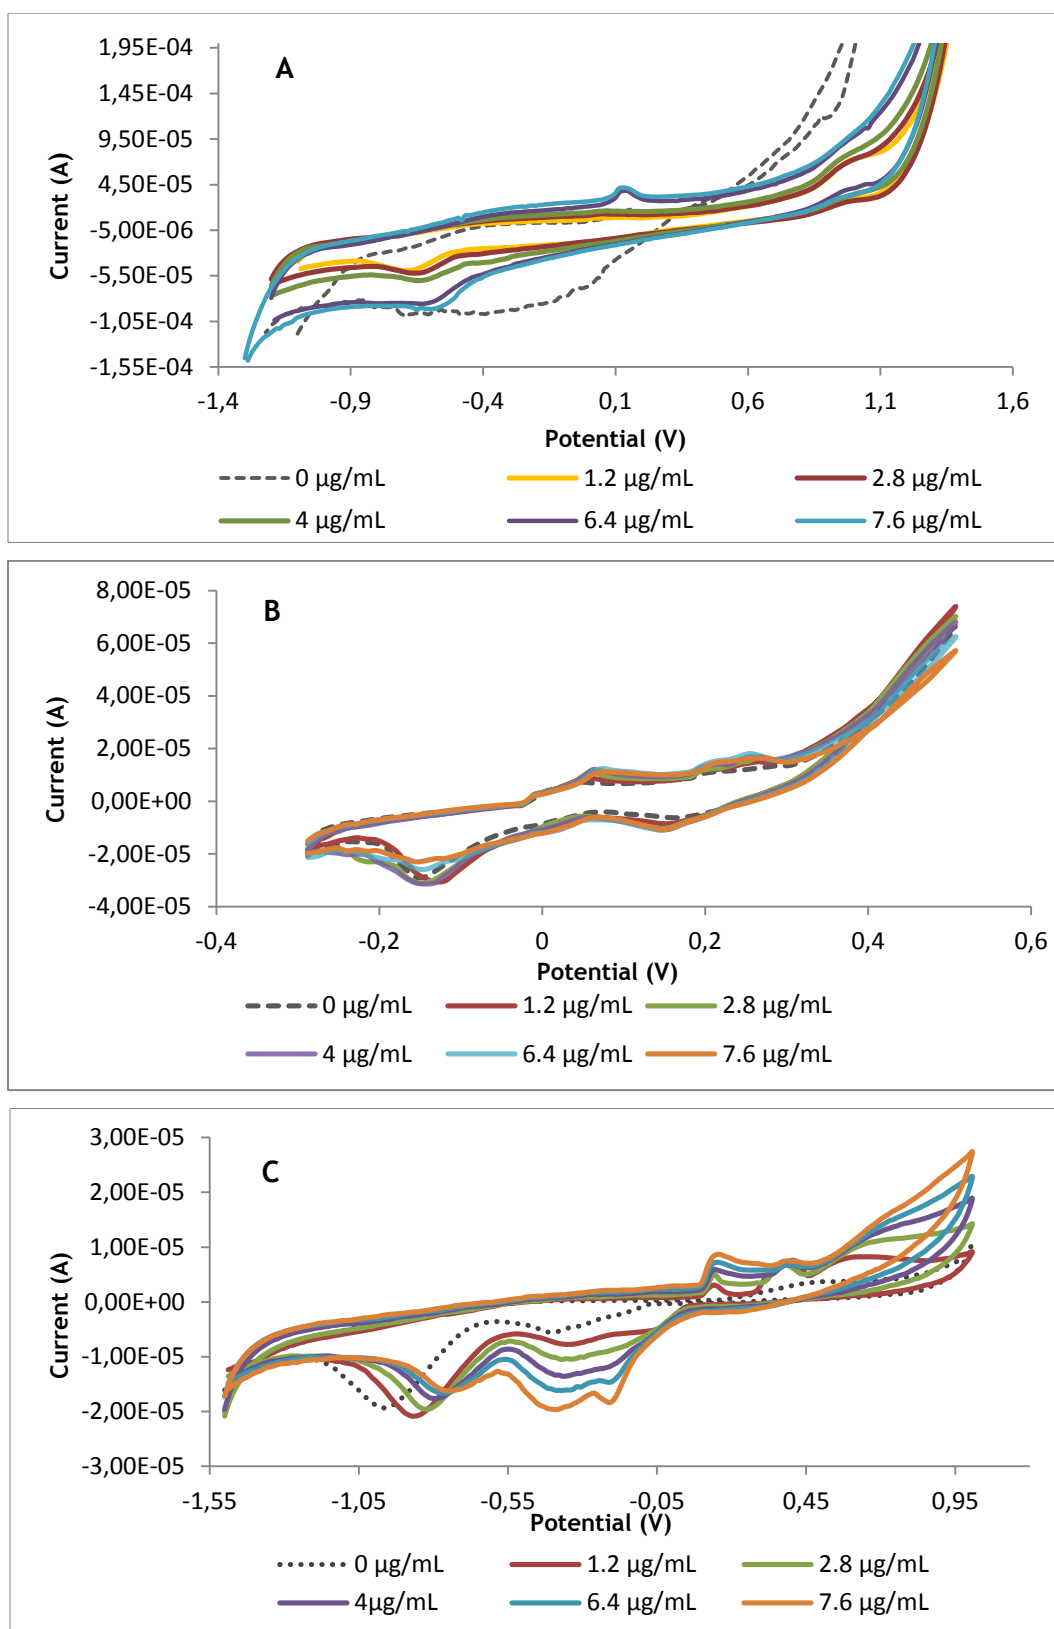 A
1,95E-04
1,45E-04
9,50E-05
4,50E-05
-5,00E-06
-5,50E-05
-1,05E-04
-1,55E-04
Current (A)
-1,4 -0,9 -0,4 0,1 0,6 1,1 1,6
Potential (V)
0 µg/mL 1.2 µg/mL 2.8 µg/mL
4 µg/mL 6.4 µg/mL 7.6 µg/mL
B
8,00E-05
6,00E-05
4,00E-05
2,00E-05
0,00E+00
-2,00E-05
-4,00E-05
Current (A)
-0,4 -0,2 0 0,2 0,4 0,6
Potential (V)
0 µg/mL 1.2 µg/mL 2.8 µg/mL
4 µg/mL 6.4 µg/mL 7.6 µg/mL
C
3,00E-05
2,00E-05
1,00E-05
0,00E+00
-1,00E-05
-2,00E-05
-3,00E-05
Current (A)
-1,55 -1,05 -0,55 -0,05 0,45 0,95
Potential (V)
0 µg/mL 1.2 µg/mL 2.8 µg/mL
4µg/mL 6.4 µg/mL 7.6 µg/mL